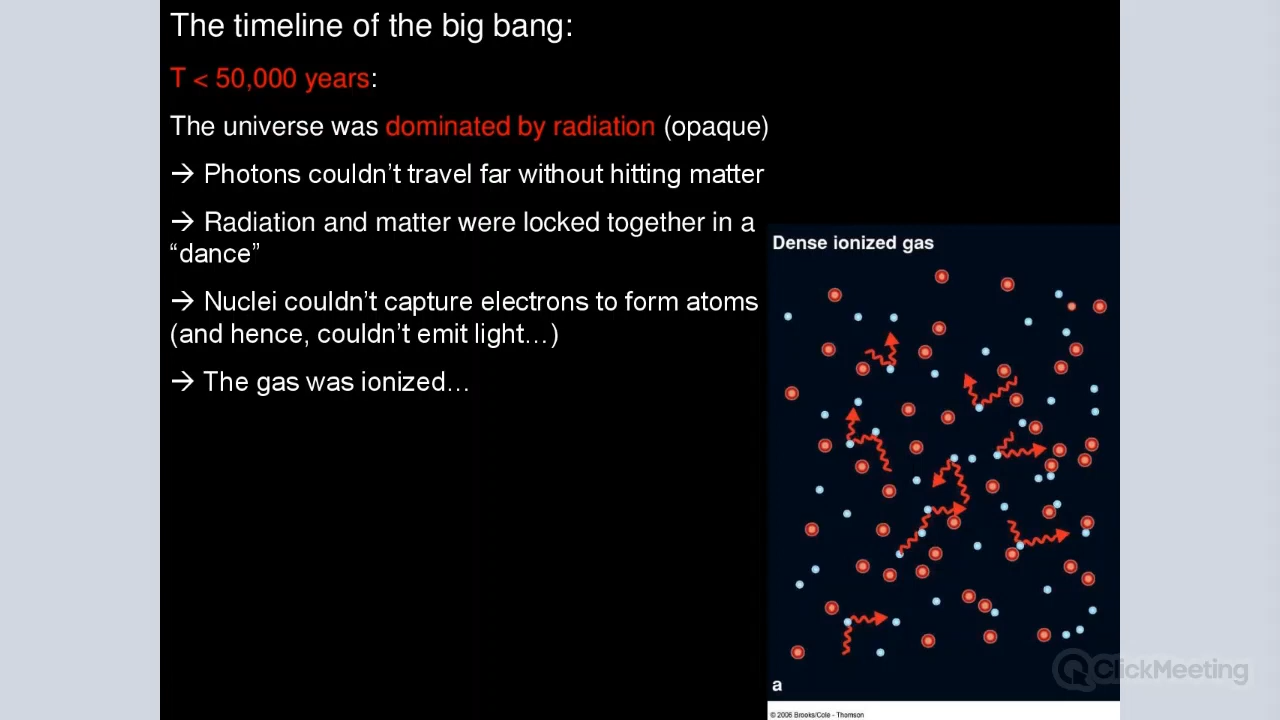 The timeline of the big bang:
T < 50,000 years:
The universe was dominated by radiation (opaque)
→ Photons couldn’t travel far without hitting matter
→ Radiation and matter were locked together in a
“dance”
→ Nuclei couldn’t capture electrons to form atoms
(and hence, couldn’t emit light…)
→ The gas was ionized…
Dense ionized gas
a
ClickMeeting
© 2006 Brooks/Cole - Thomson